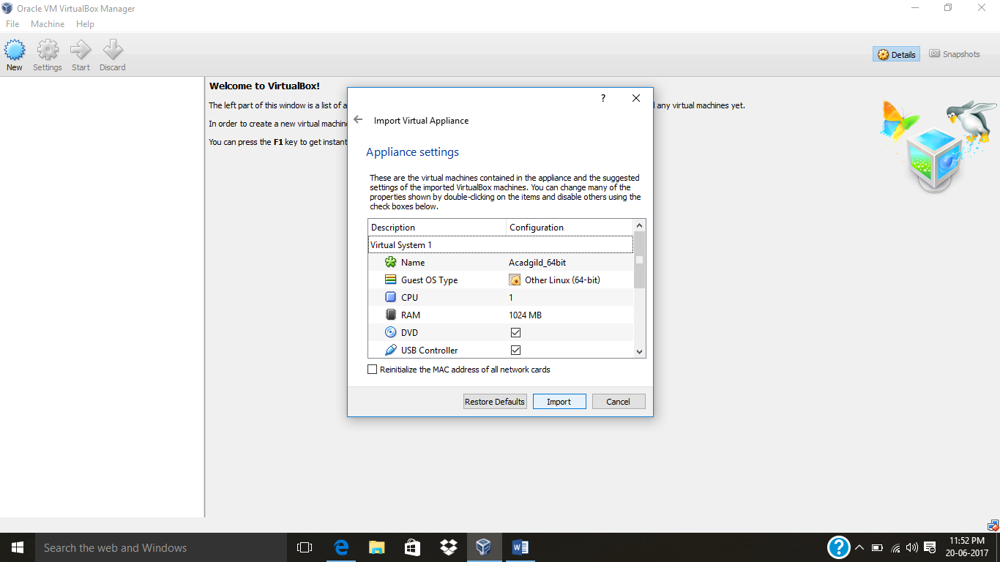 Oracle VM VirtualBox Manager
File Machine Help
New Settings Start Discard
Details Snapshots
Welcome to VirtualBox!
The left part of this window is a list of a
any virtual machines yet.
In order to create a new virtual machine
You can press the F1 key to get instant
?
Import Virtual Appliance
Appliance settings
These are the virtual machines contained in the appliance and the suggested
settings of the imported VirtualBox machines. You can change many of the
properties shown by double-clicking on the items and disable others using the
check boxes below.
Description Configuration
Virtual System 1
Name Acadgild_64bit
Guest OS Type Other Linux (64-bit)
CPU 1
RAM 1024 MB
DVD
USB Controller
Reinitialize the MAC address of all network cards
Restore Defaults Import Cancel
Search the web and Windows
11:52 PM
20-06-2017